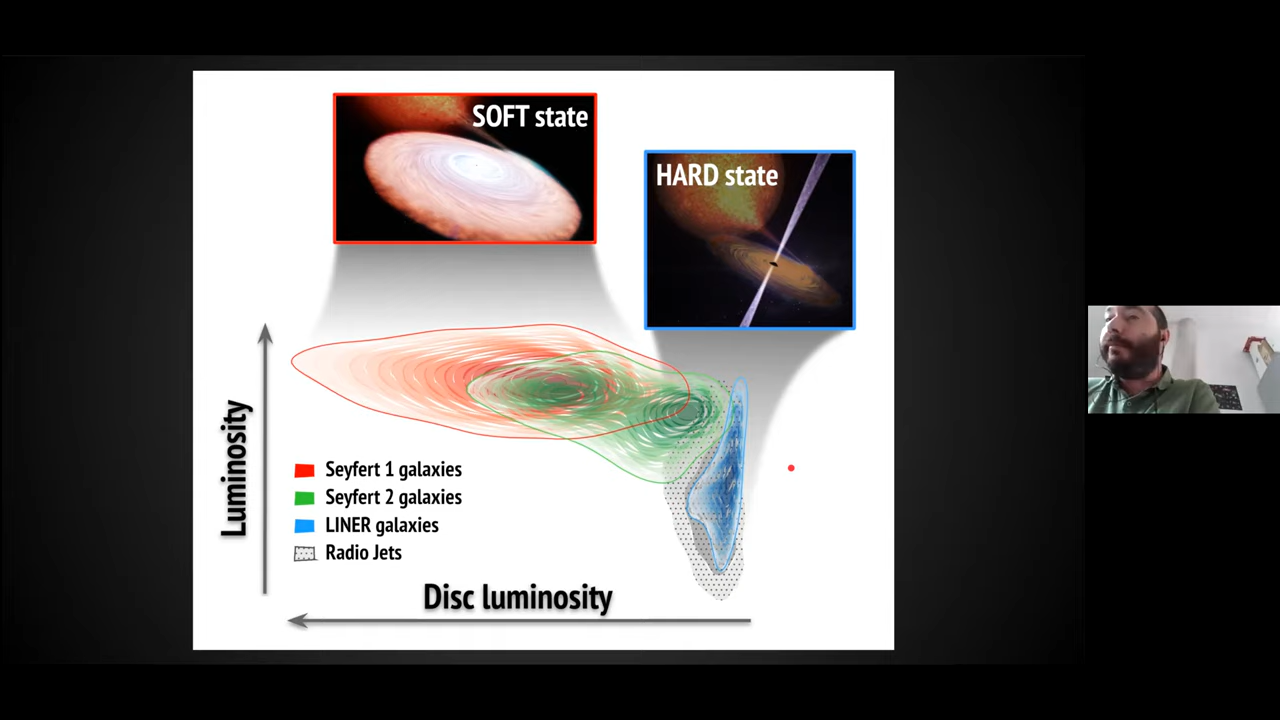 SOFT state
HARD state
Luminosity
Seyfert 1 galaxies
Seyfert 2 galaxies
LINER galaxies
Radio Jets
Disc luminosity